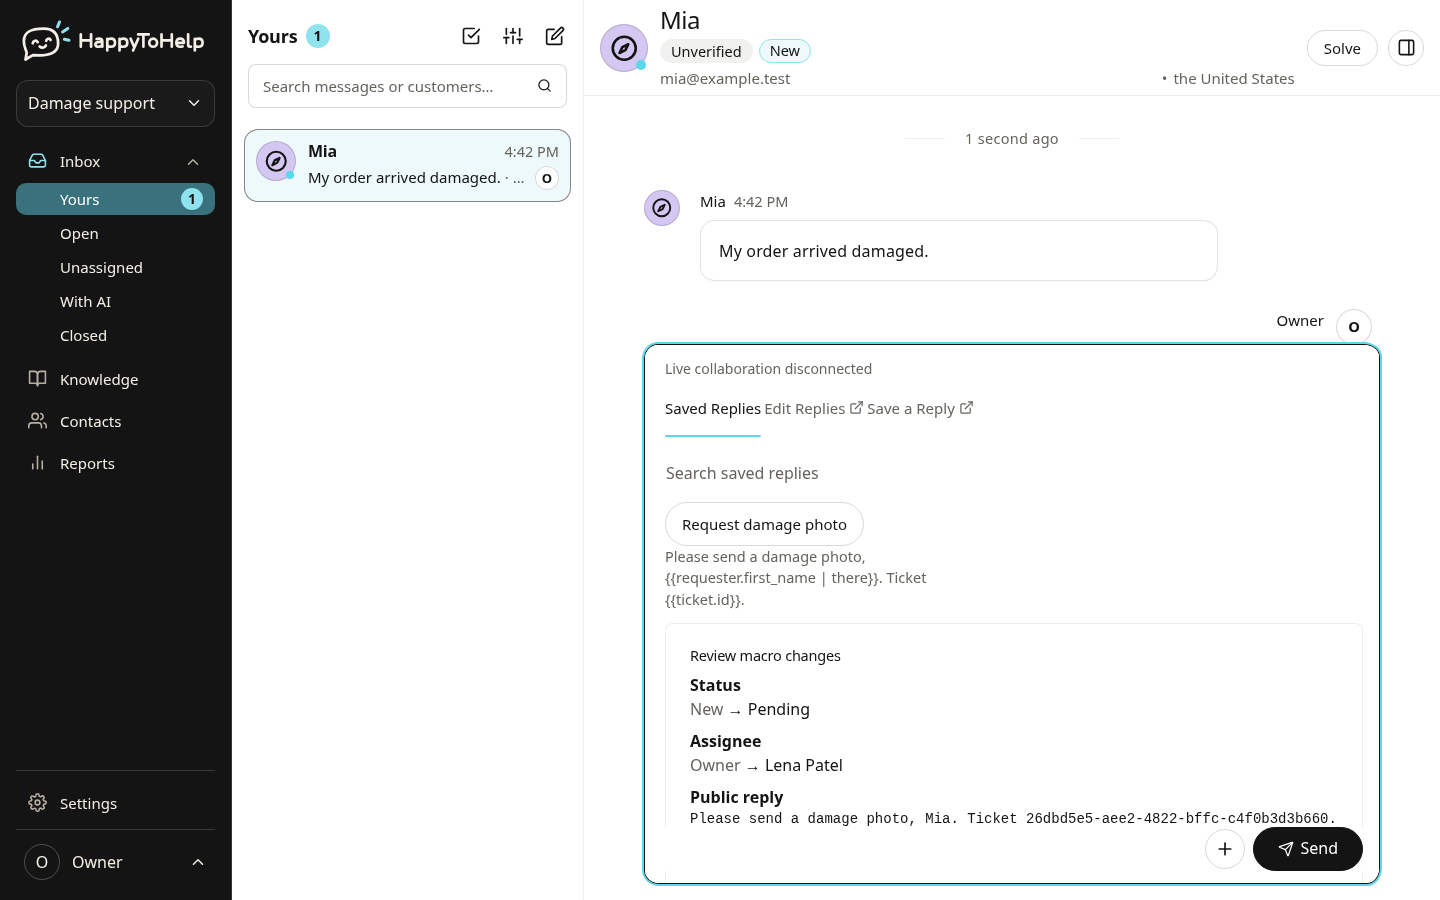 HappyToHelp
Damage support
Inbox
Yours 1
Open
Unassigned
With AI
Closed
Knowledge
Contacts
Reports
Settings
O Owner
Yours 1
Search messages or customers...
Mia 4:42 PM
My order arrived damaged. · ... O
Mia
Unverified New
mia@example.test • the United States
Solve
1 second ago
Mia 4:42 PM
My order arrived damaged.
Owner O
Live collaboration disconnected
Saved Replies Edit Replies Save a Reply
Search saved replies
Request damage photo
Please send a damage photo,
{{requester.first_name | there}}. Ticket
{{ticket.id}}.
Review macro changes
Status
New → Pending
Assignee
Owner → Lena Patel
Public reply
Please send a damage photo, Mia. Ticket 26dbd5e5-aee2-4822-bffc-c4f0b3d3b660.
Send